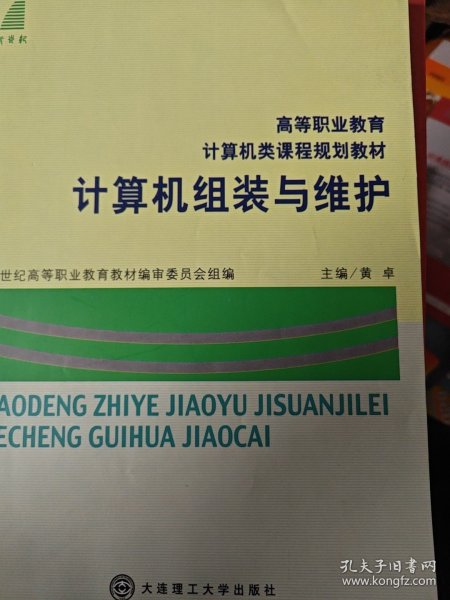 高等职业教育
计算机类课程规划教材
计算机组装与维护
世纪高等职业教育教材编审委员会组编 主编/黄 卓
AODENG ZHIYE JIAOYU JISUANJILEI
ECHENG GUIHUA JIAOCAI
大连理工大学出版社
孔夫子旧书网
www.kongfz.com